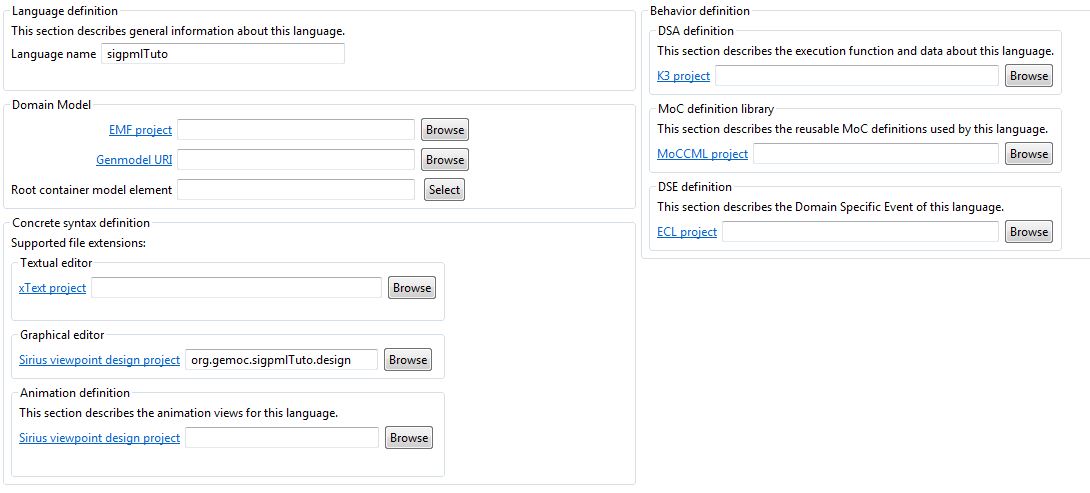 Language definition
This section describes general information about this language.
Language name sigpmlTuto
Domain Model
EMF project Browse
Genmodel URI Browse
Root container model element Select
Concrete syntax definition
Supported file extensions:
Textual editor
xText project Browse
Graphical editor
Sirius viewpoint design project org.gemoc.sigpmlTuto.design Browse
Animation definition
This section describes the animation views for this language.
Sirius viewpoint design project Browse
Behavior definition
DSA definition
This section describes the execution function and data about this language.
K3 project Browse
MoC definition library
This section describes the reusable MoC definitions used by this language.
MoCCML project Browse
DSE definition
This section describes the Domain Specific Event of this language.
ECL project Browse